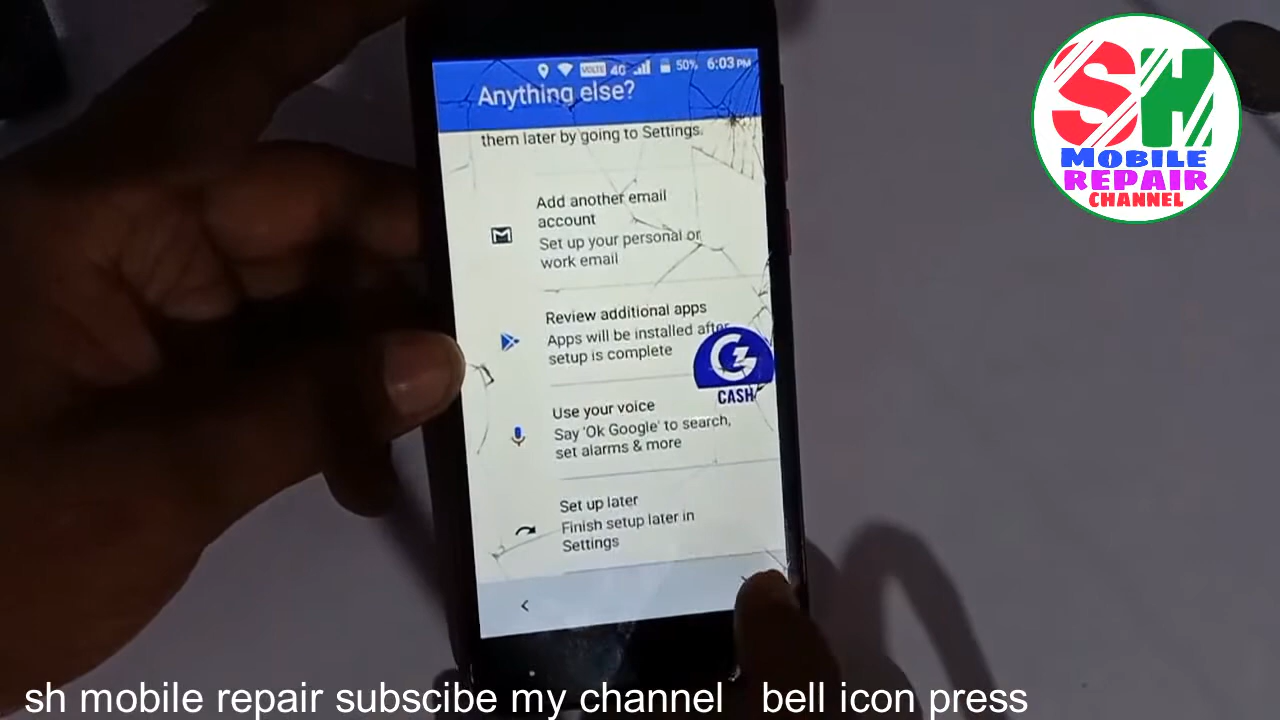 VOLTE 4G 50% 6:03 PM
Anything else?
them later by going to Settings.
Add another email
account
Set up your personal or
work email
Review additional apps
Apps will be installed after
setup is complete
CASH
Use your voice
Say 'Ok Google' to search,
set alarms & more
Set up later
Finish setup later in
Settings
SH
MOBILE
REPAIR
CHANNEL
sh mobile repair subscibe my channel bell icon press